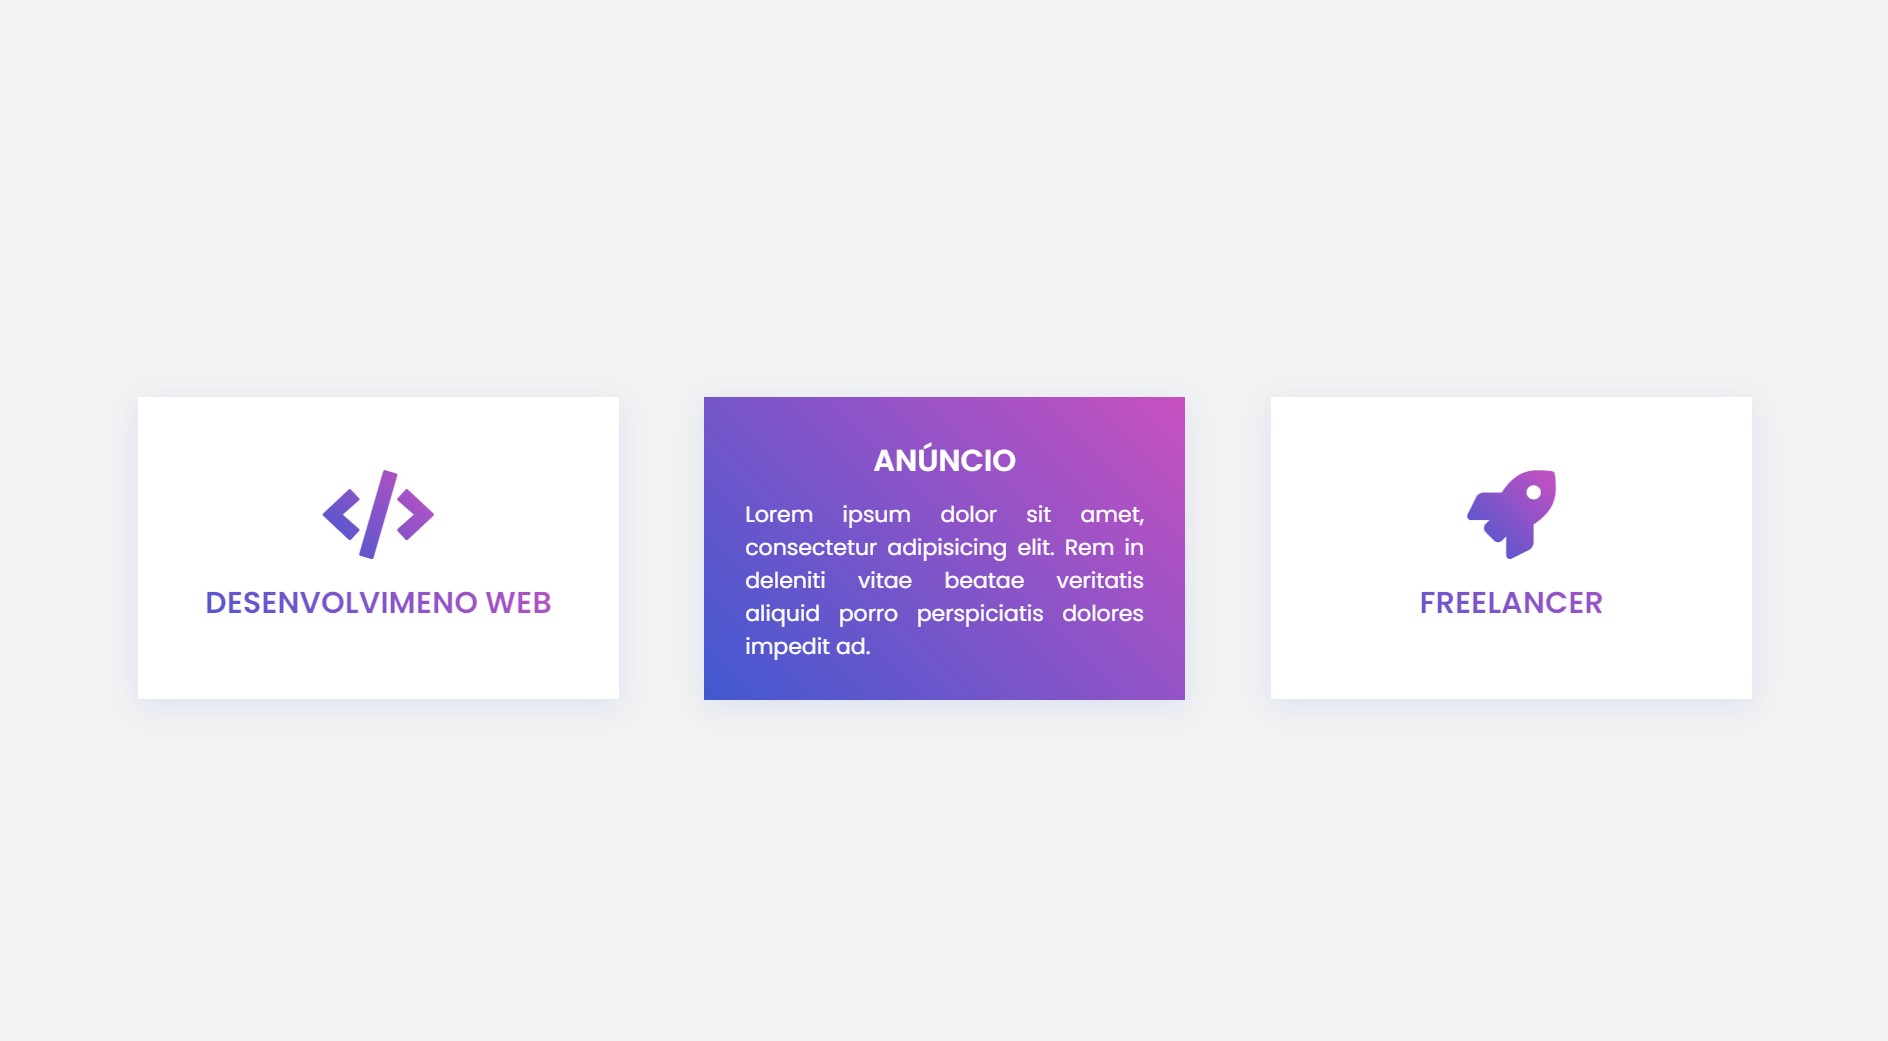 DESENVOLVIMENO WEB
ANÚNCIO
Lorem ipsum dolor sit amet,
consectetur adipisicing elit. Rem in
deleniti vitae beatae veritatis
aliquid porro perspiciatis dolores
impedit ad.
FREELANCER